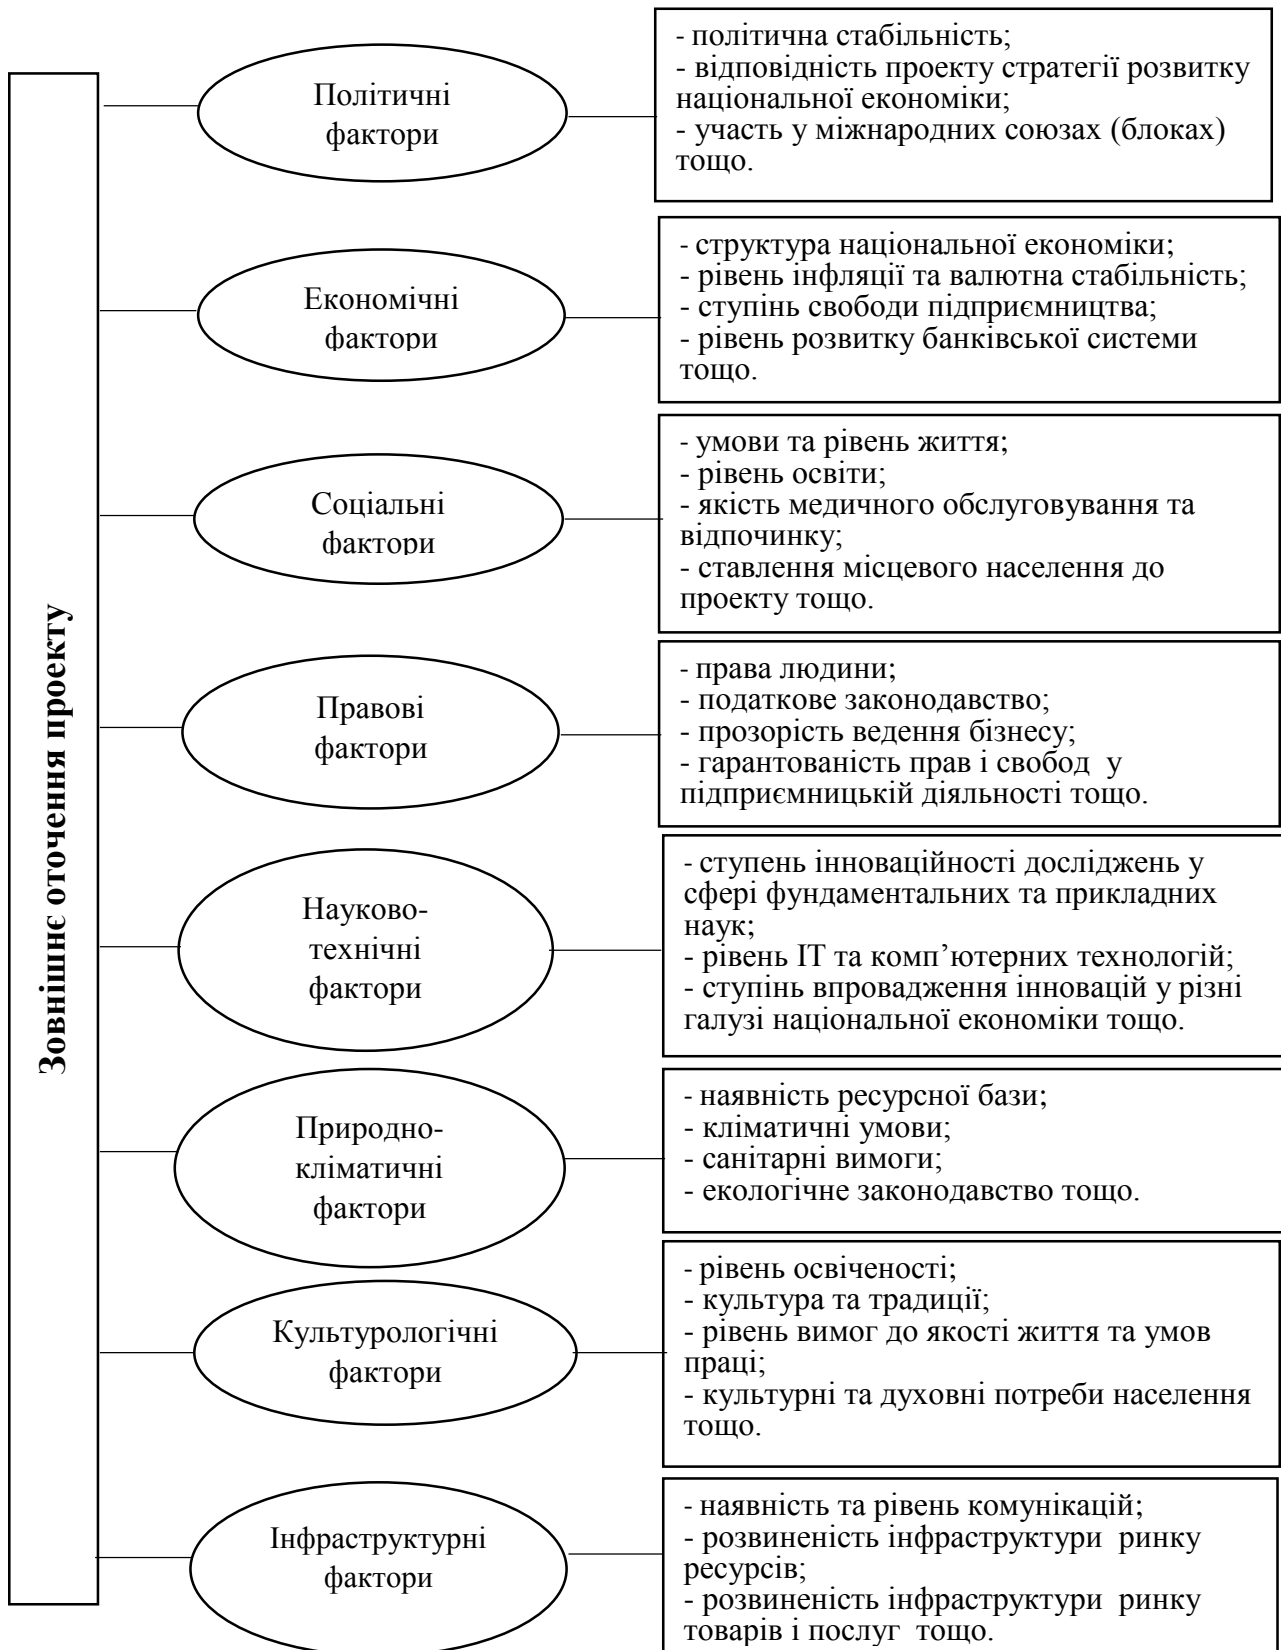 Зовнішнє оточення проекту
Політичні
фактори
- політична стабільність;
- відповідність проекту стратегії розвитку
національної економіки;
- участь у міжнародних союзах (блоках)
тощо.
Економічні
фактори
- структура національної економіки;
- рівень інфляції та валютна стабільність;
- ступінь свободи підприємництва;
- рівень розвитку банківської системи
тощо.
Соціальні
фактори
- умови та рівень життя;
- рівень освіти;
- якість медичного обслуговування та
відпочинку;
- ставлення місцевого населення до
проекту тощо.
Правові
фактори
- права людини;
- податкове законодавство;
- прозорість ведення бізнесу;
- гарантованість прав і свобод  у
підприємницькій діяльності тощо.
Науково-
технічні
фактори
- ступень інноваційності досліджень у
сфері фундаментальних та прикладних
наук;
- рівень ІТ та комп’ютерних технологій;
- ступінь впровадження інновацій у різні
галузі національної економіки тощо.
Природно-
кліматичні
фактори
- наявність ресурсної бази;
- кліматичні умови;
- санітарні вимоги;
- екологічне законодавство тощо.
Культурологічні
фактори
- рівень освіченості;
- культура та традиції;
- рівень вимог до якості життя та умов
праці;
- культурні та духовні потреби населення
тощо.
Інфраструктурні
фактори
- наявність та рівень комунікацій;
- розвиненість інфраструктури  ринку
ресурсів;
- розвиненість інфраструктури  ринку
товарів і послуг  тощо.